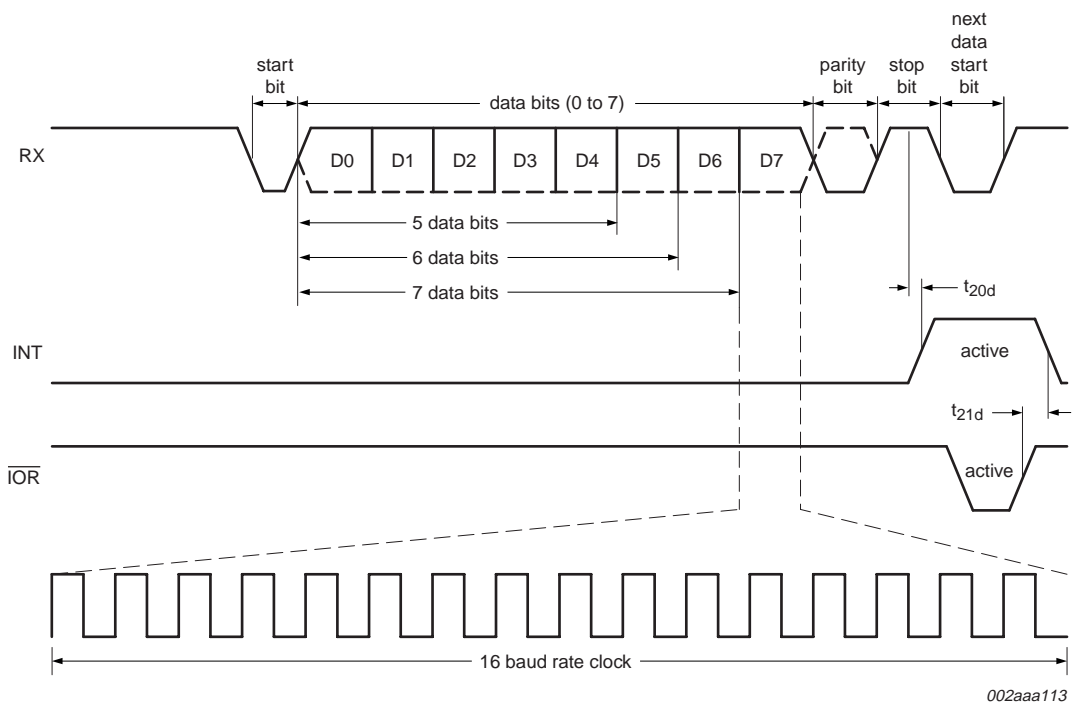 next
data
start
bit
start
bit
parity
bit
stop
bit
data bits (0 to 7)
RX
D0 D1 D2 D3 D4 D5 D6 D7
5 data bits
6 data bits
7 data bits
t20d
INT
active
t21d
IOR
active
16 baud rate clock
002aaa113